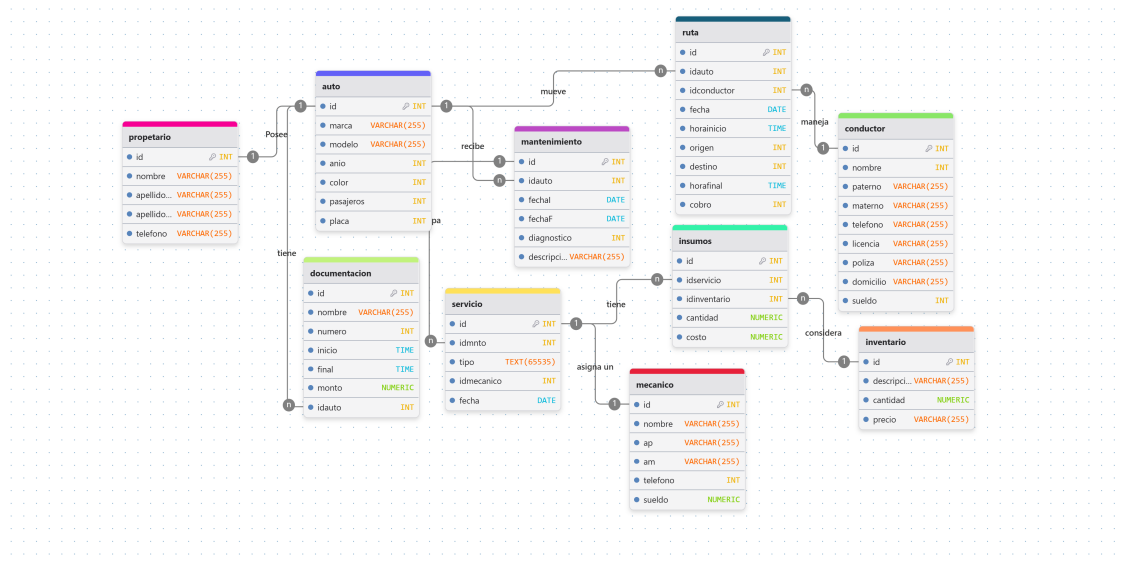 propetario
id INT
nombre VARCHAR(255)
apellido... VARCHAR(255)
apellido... VARCHAR(255)
telefono VARCHAR(255)
1
Posee
1
auto
id INT
marca VARCHAR(255)
modelo VARCHAR(255)
anio INT
color INT
pasajeros INT
placa INT
1
mueve
n
recibe
1
n
pa
tiene
n
documentacion
id INT
nombre VARCHAR(255)
numero INT
inicio TIME
final TIME
monto NUMERIC
idauto INT
mantenimiento
id INT
idauto INT
fechaI DATE
fechaF DATE
diagnostico INT
descripci... VARCHAR(255)
n
servicio
id INT
idmnto INT
tipo TEXT(65535)
idmecanico INT
fecha DATE
1
tiene
n
asigna un
1
ruta
id INT
idauto INT
idconductor INT
fecha DATE
horainicio TIME
origen INT
destino INT
horafinal TIME
cobro INT
n
maneja
1
conductor
id INT
nombre INT
paterno VARCHAR(255)
materno VARCHAR(255)
telefono VARCHAR(255)
licencia VARCHAR(255)
poliza VARCHAR(255)
domicilio VARCHAR(255)
sueldo INT
insumos
id INT
idservicio INT
idinventario INT
cantidad NUMERIC
costo NUMERIC
n
considera
1
inventario
id INT
descripci... VARCHAR(255)
cantidad NUMERIC
precio VARCHAR(255)
mecanico
id INT
nombre VARCHAR(255)
ap VARCHAR(255)
am VARCHAR(255)
telefono INT
sueldo NUMERIC